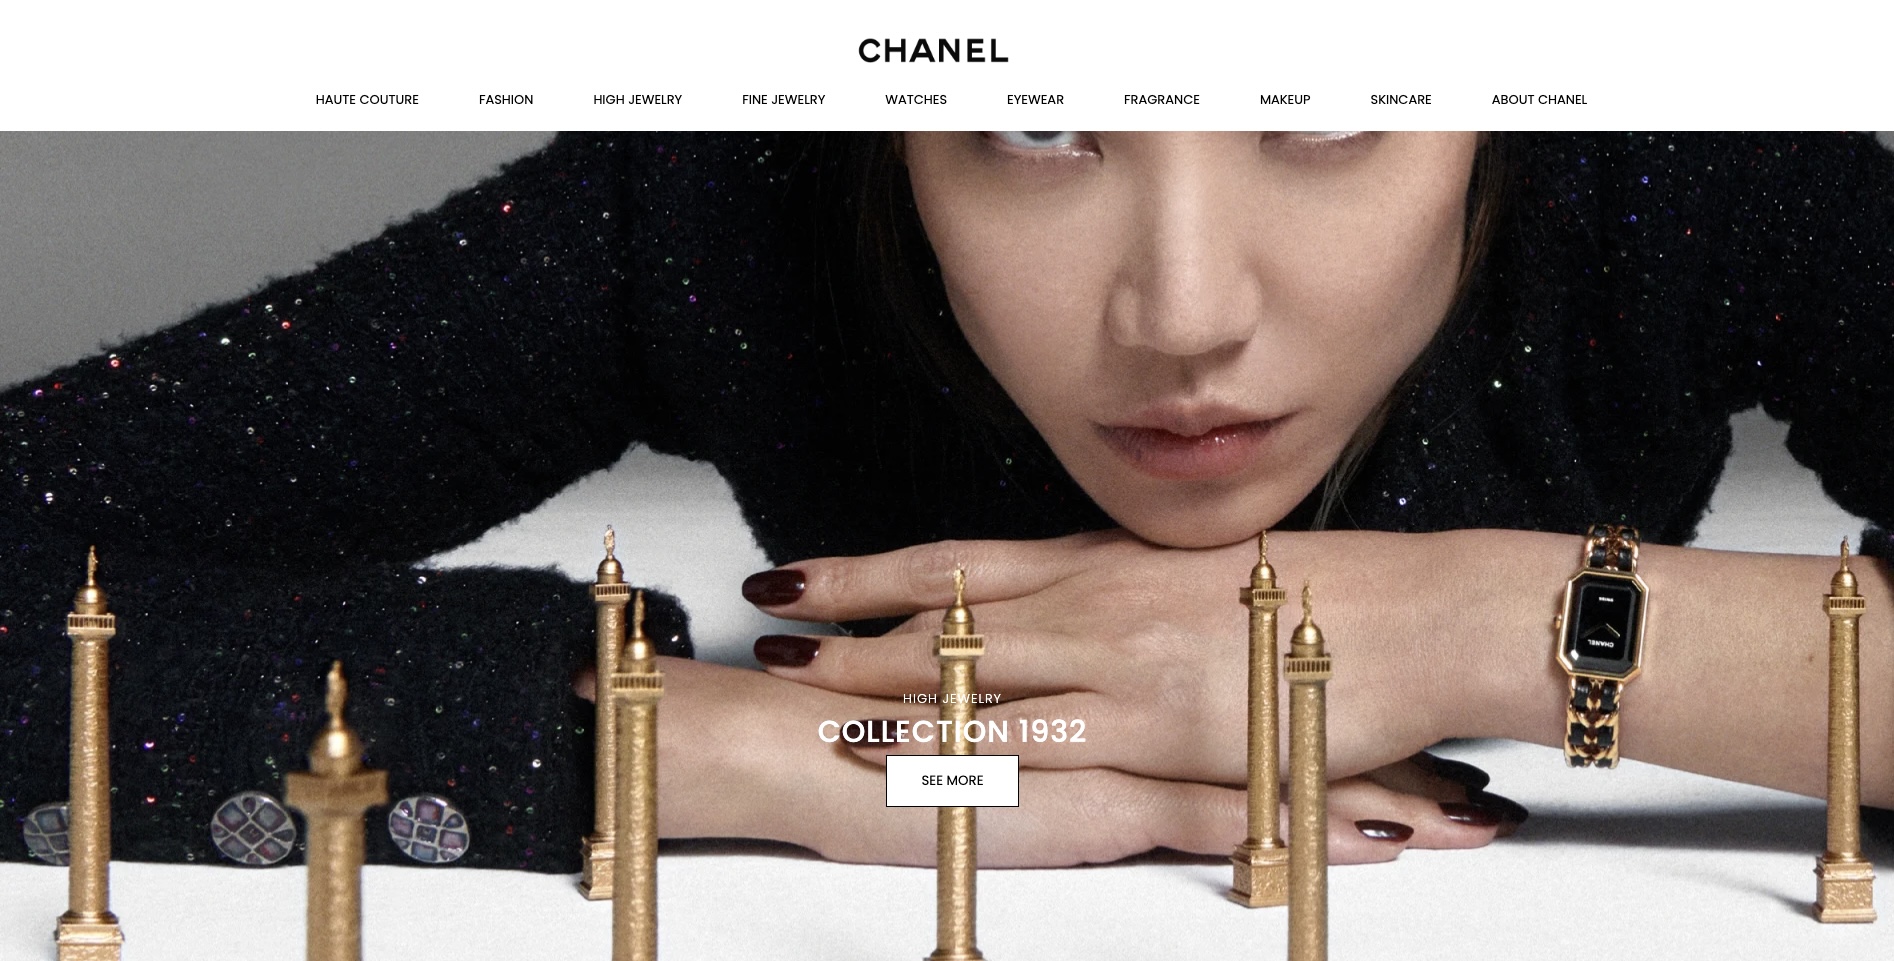 CHANEL
HAUTE COUTURE FASHION HIGH JEWELRY FINE JEWELRY WATCHES EYEWEAR FRAGRANCE MAKEUP SKINCARE ABOUT CHANEL
HIGH JEWELRY
COLLECTION 1932
SEE MORE
CHANEL